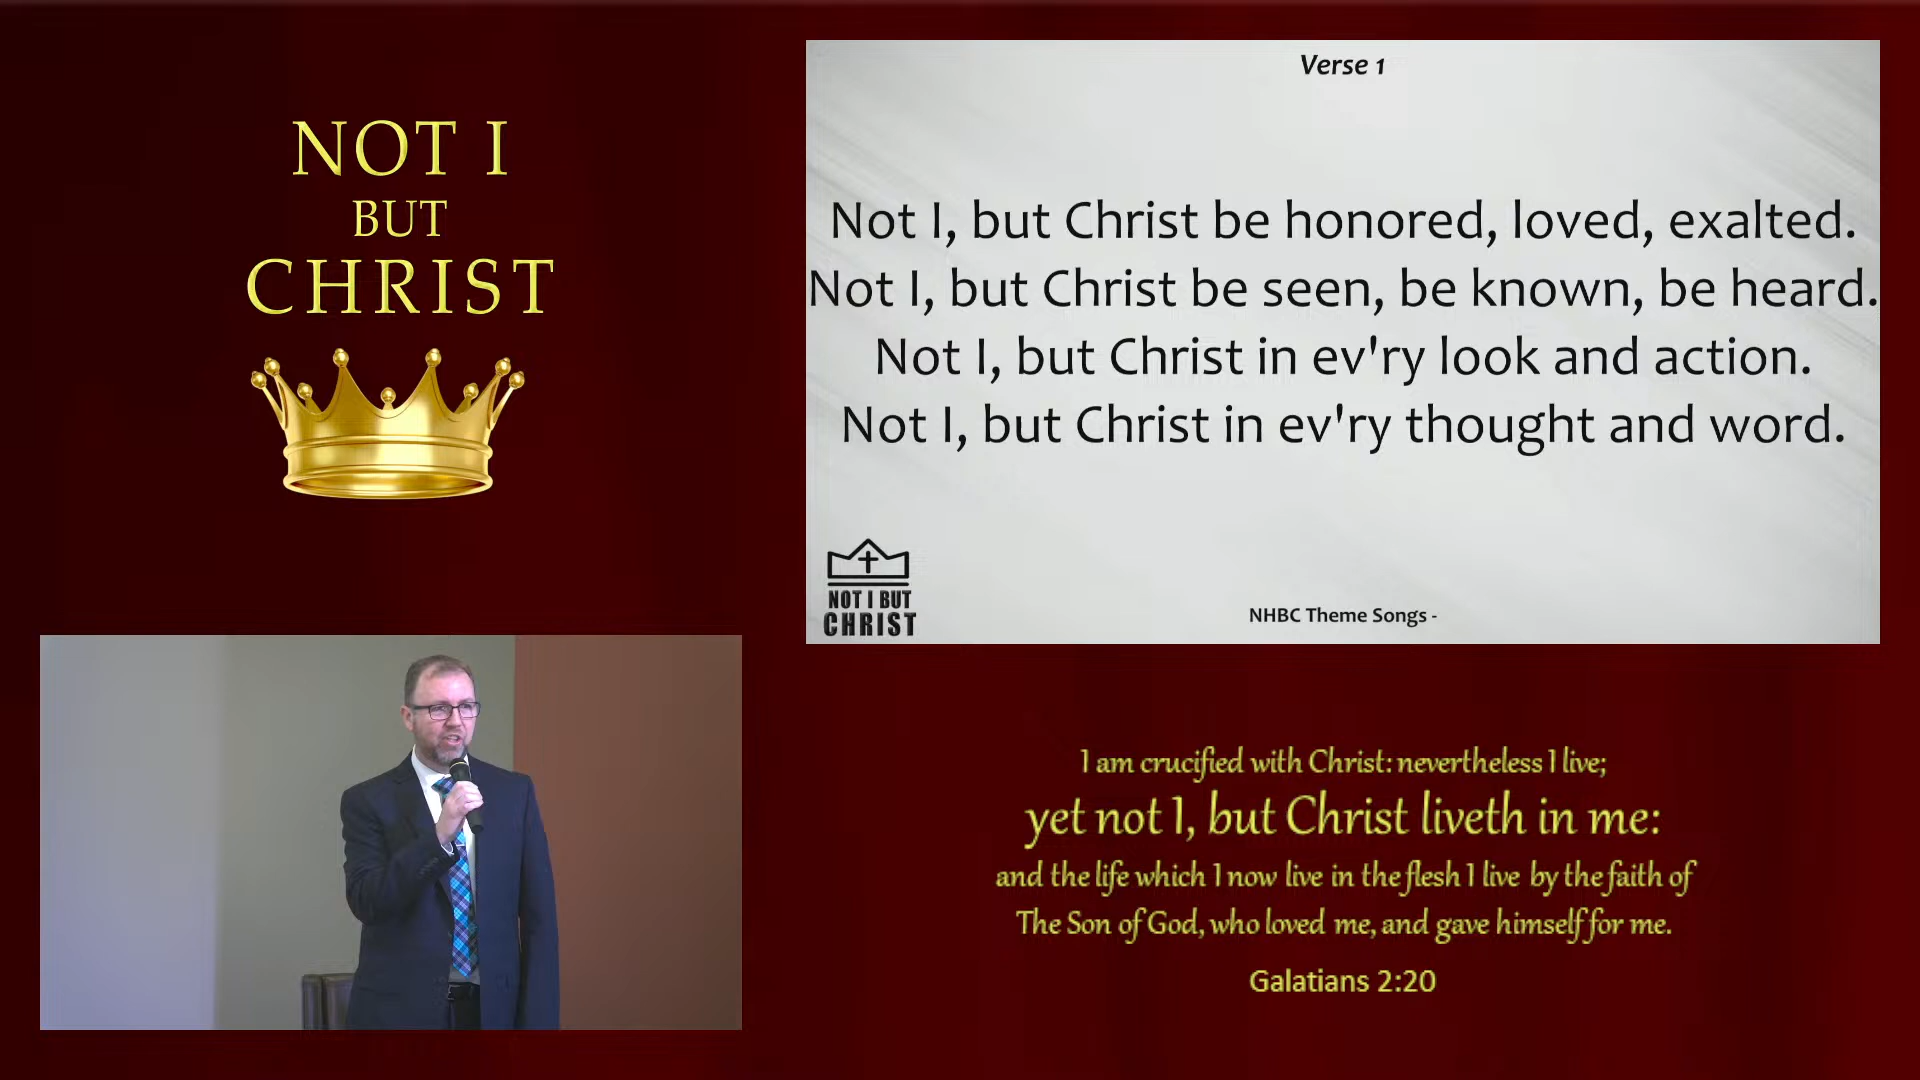 NOT I
BUT
CHRIST
Verse 1
Not I, but Christ be honored, loved, exalted.
Not I, but Christ be seen, be known, be heard.
Not I, but Christ in ev'ry look and action.
Not I, but Christ in ev'ry thought and word.
NOT I BUT
CHRIST
NHBC Theme Songs -
I am crucified with Christ: nevertheless I live;
yet not I, but Christ liveth in me:
and the life which I now live in the flesh I live by the faith of
The Son of God, who loved me, and gave himself for me.
Galatians 2:20